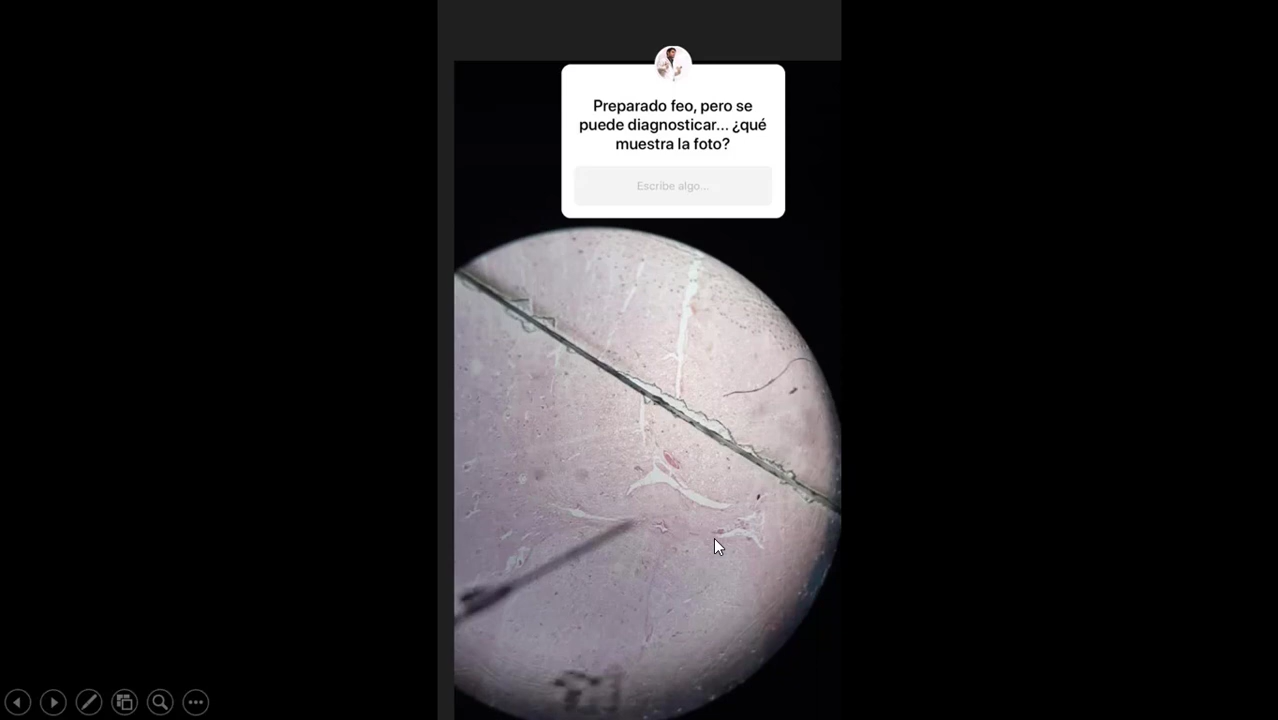 Preparado feo, pero se
puede diagnosticar... ¿qué
muestra la foto?
Escribe algo...